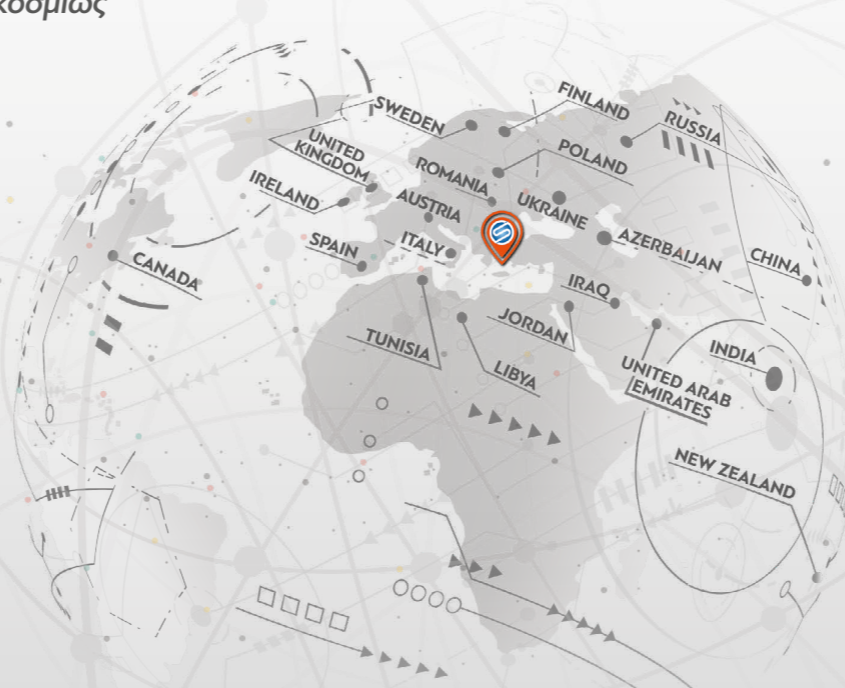 κοσμίως
SWEDEN
FINLAND
RUSSIA
UNITED
KINGDOM
POLAND
ROMANIA
IRELAND
AUSTRIA
UKRAINE
SPAIN
ITALY
AZERBAIJAN
CANADA
CHINA
IRAQ
TUNISIA
JORDAN
LIBYA
INDIA
UNITED ARAB
EMIRATES
NEW ZEALAND